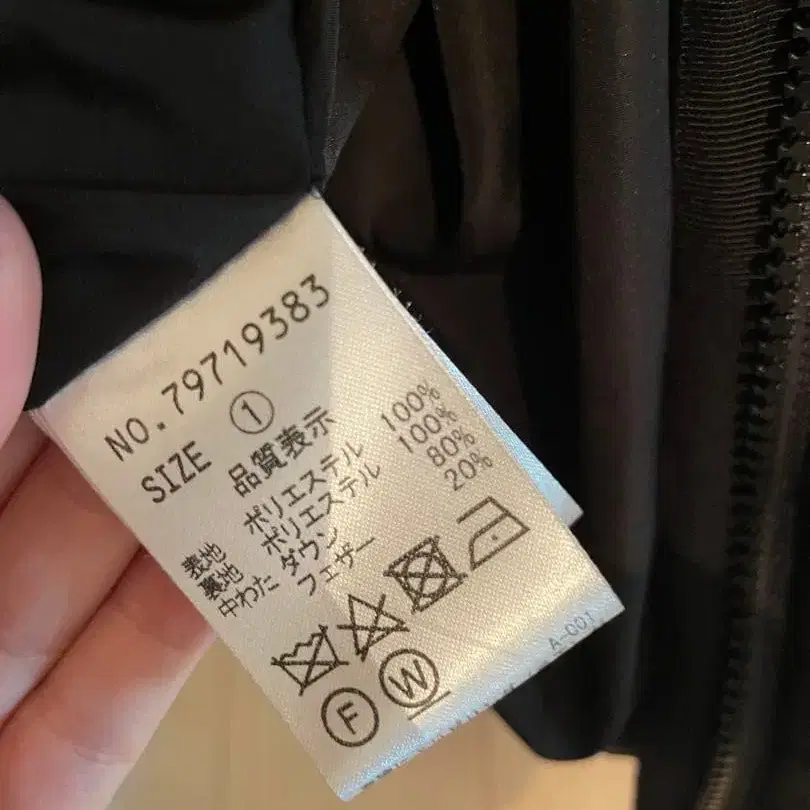 NO.79719383
SIZE ①
品質表示
表地 ポリエステル 100%
裏地 ポリエステル 100%
中わた ダウン 80%
フェザー 20%
F W
A-001